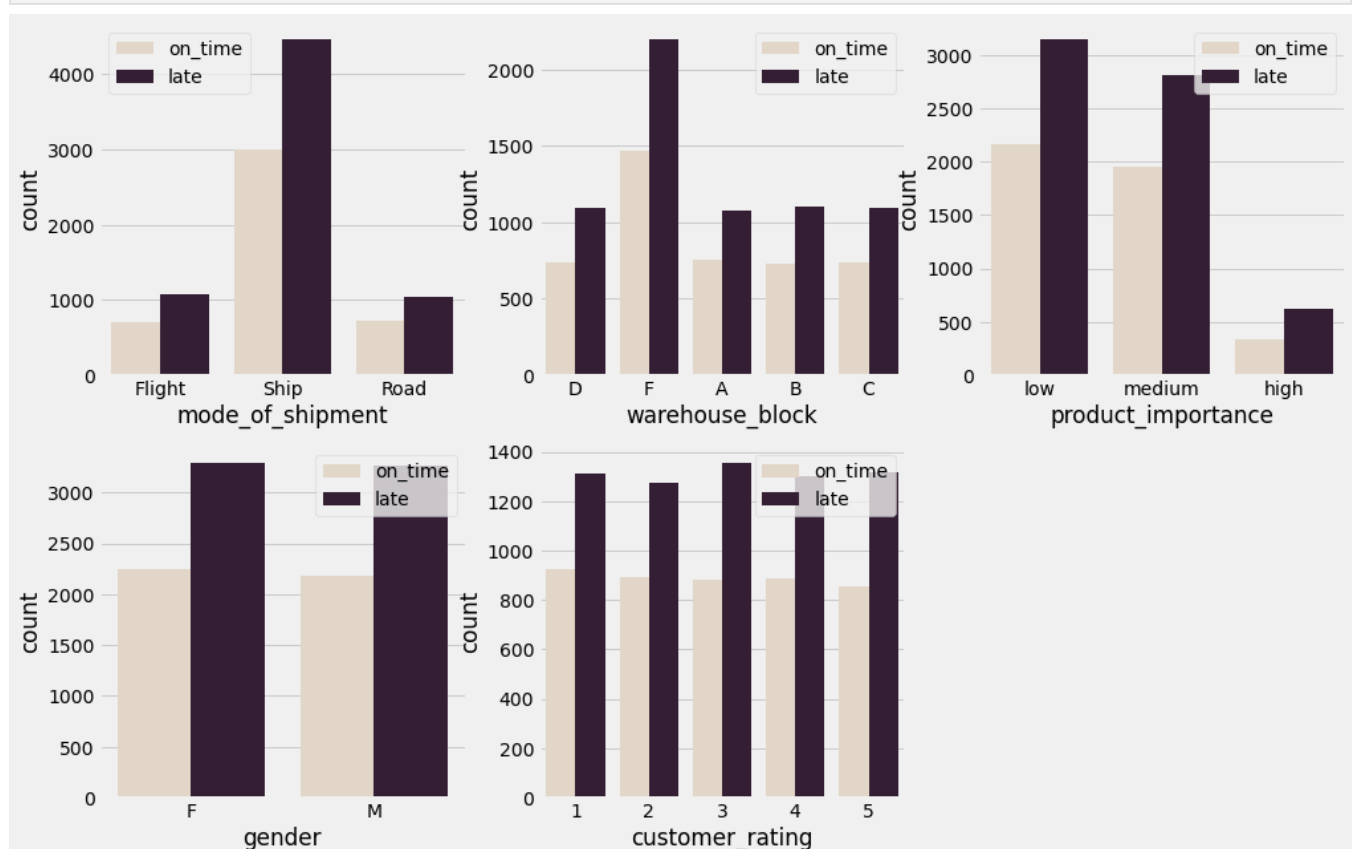 on_time
late
4000
3000
2000
1000
0
count
Flight Ship Road
mode_of_shipment
on_time
late
2000
1500
1000
500
0
count
D F A B C
warehouse_block
on_time
late
3000
2500
2000
1500
1000
500
0
count
low medium high
product_importance
on_time
late
3000
2500
2000
1500
1000
500
0
count
F M
gender
on_time
late
1400
1200
1000
800
600
400
200
0
count
1 2 3 4 5
customer_rating